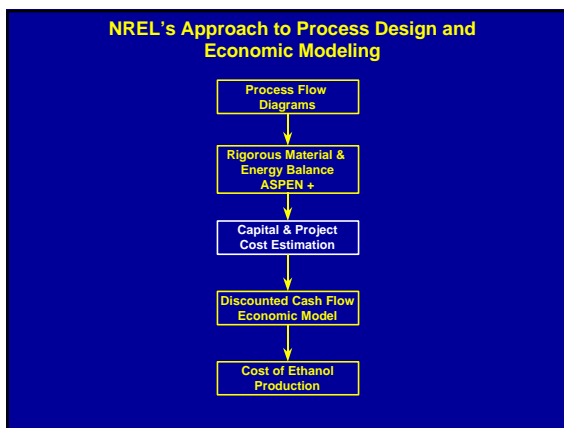 NREL's Approach to Process Design and
Economic Modeling
Process Flow
Diagrams
Rigorous Material &
Energy Balance
ASPEN +
Capital & Project
Cost Estimation
Discounted Cash Flow
Economic Model
Cost of Ethanol
Production